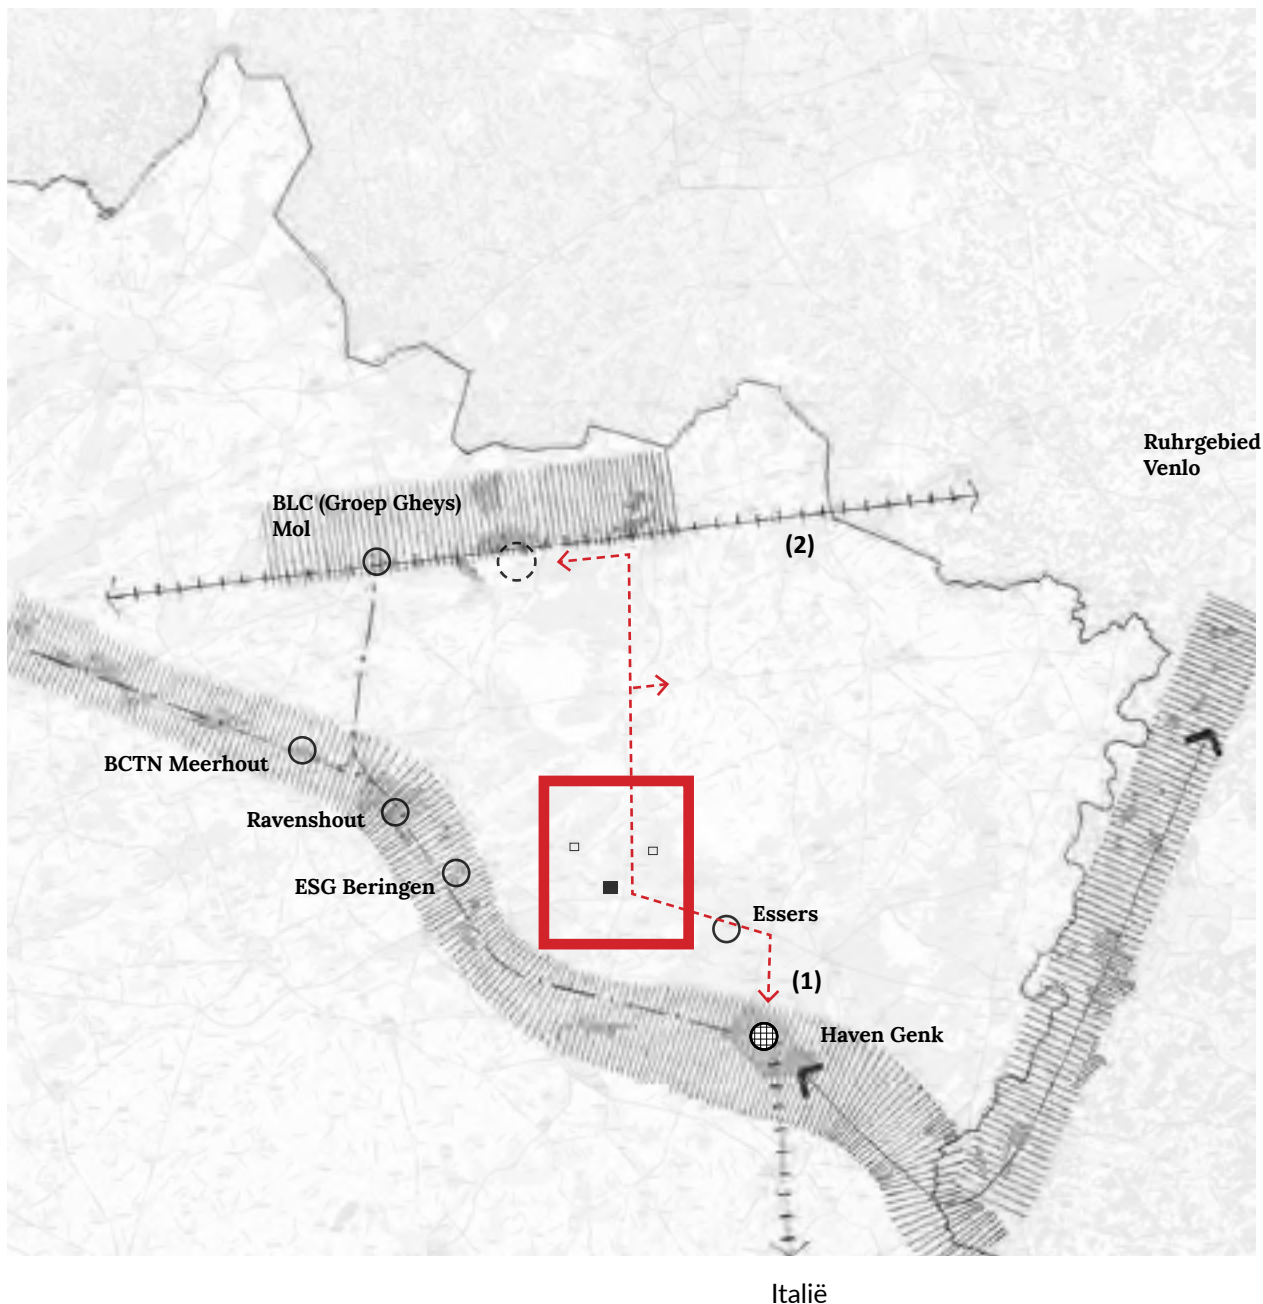 Ruhrgebied
Venlo
BLC (Groep Gheys)
Mol
(2)
BCTN Meerhout
Ravenshout
ESG Beringen
Essers
(1)
Haven Genk
Italië